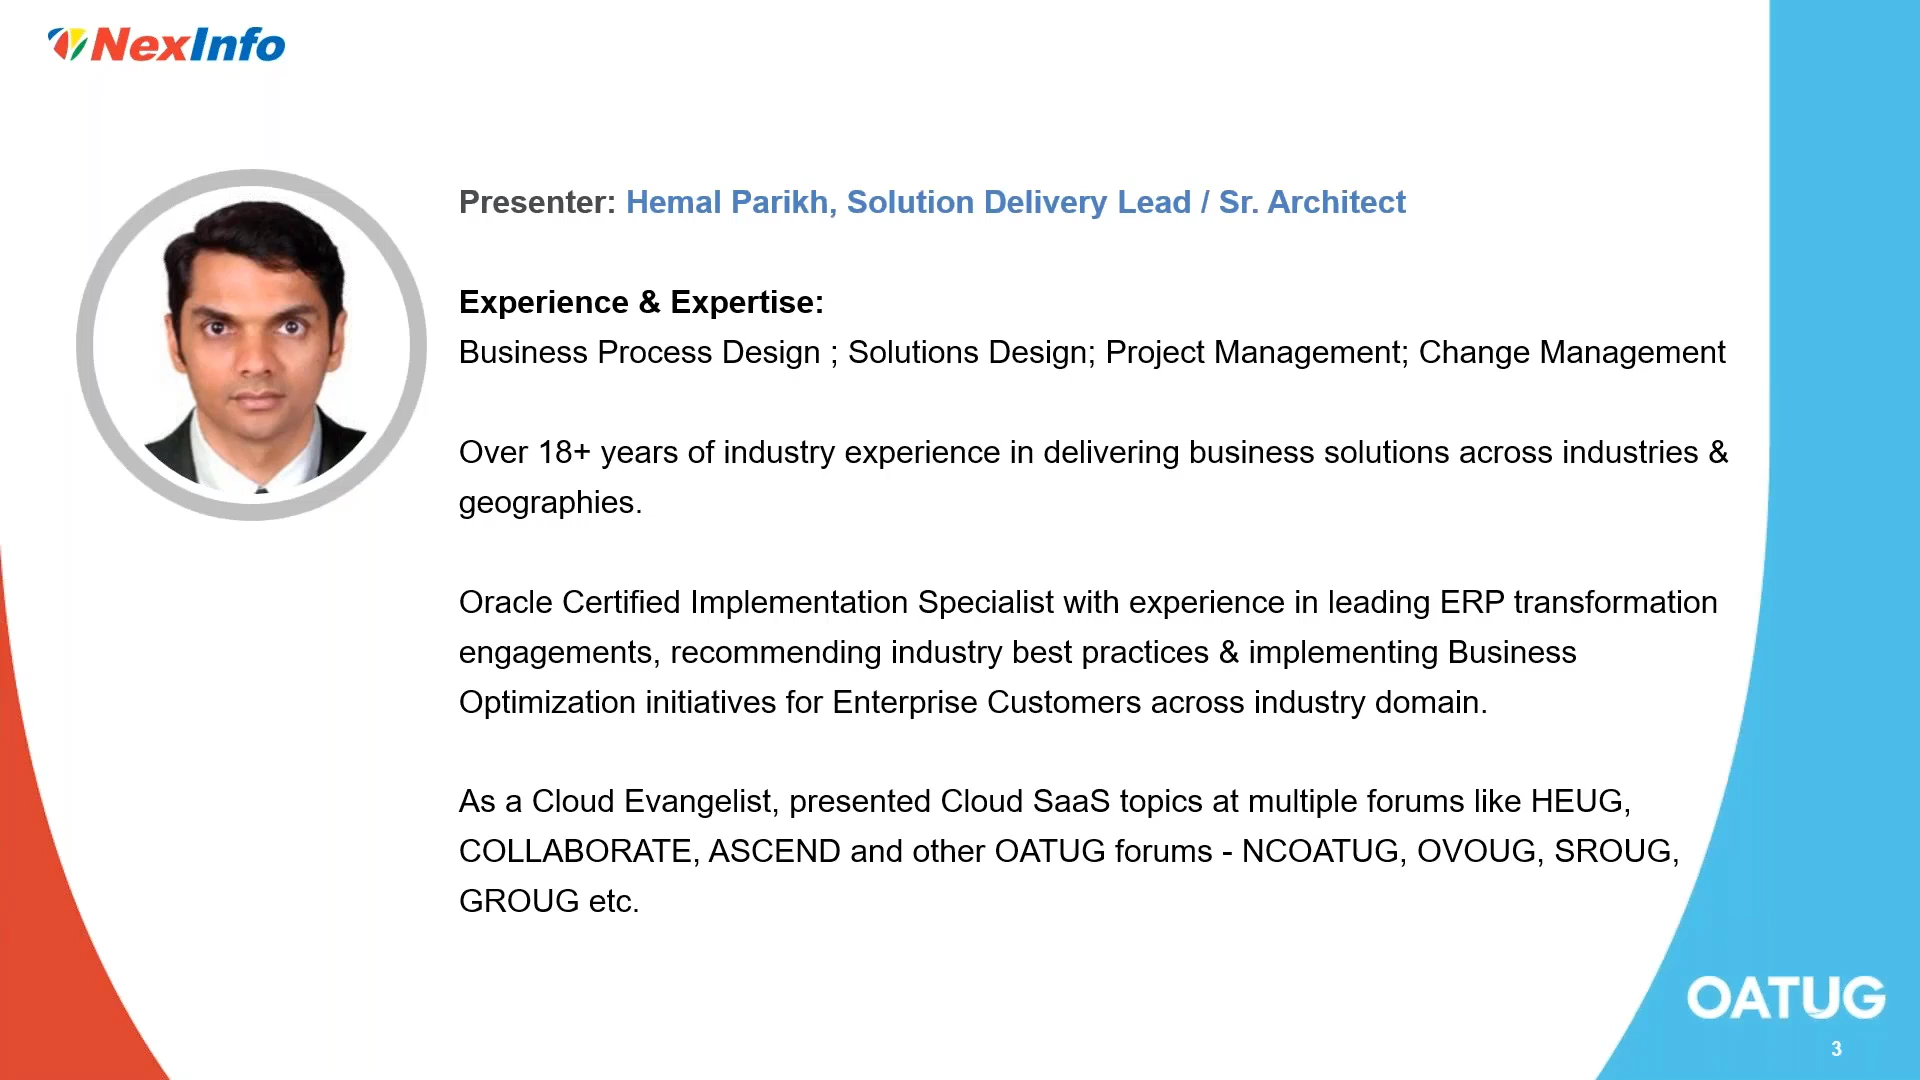 NexInfo
Presenter: Hemal Parikh, Solution Delivery Lead / Sr. Architect
Experience & Expertise:
Business Process Design ; Solutions Design; Project Management; Change Management
Over 18+ years of industry experience in delivering business solutions across industries &
geographies.
Oracle Certified Implementation Specialist with experience in leading ERP transformation
engagements, recommending industry best practices & implementing Business
Optimization initiatives for Enterprise Customers across industry domain.
As a Cloud Evangelist, presented Cloud SaaS topics at multiple forums like HEUG,
COLLABORATE, ASCEND and other OATUG forums - NCOATUG, OVOUG, SROUG,
GROUG etc.
OATUG
3